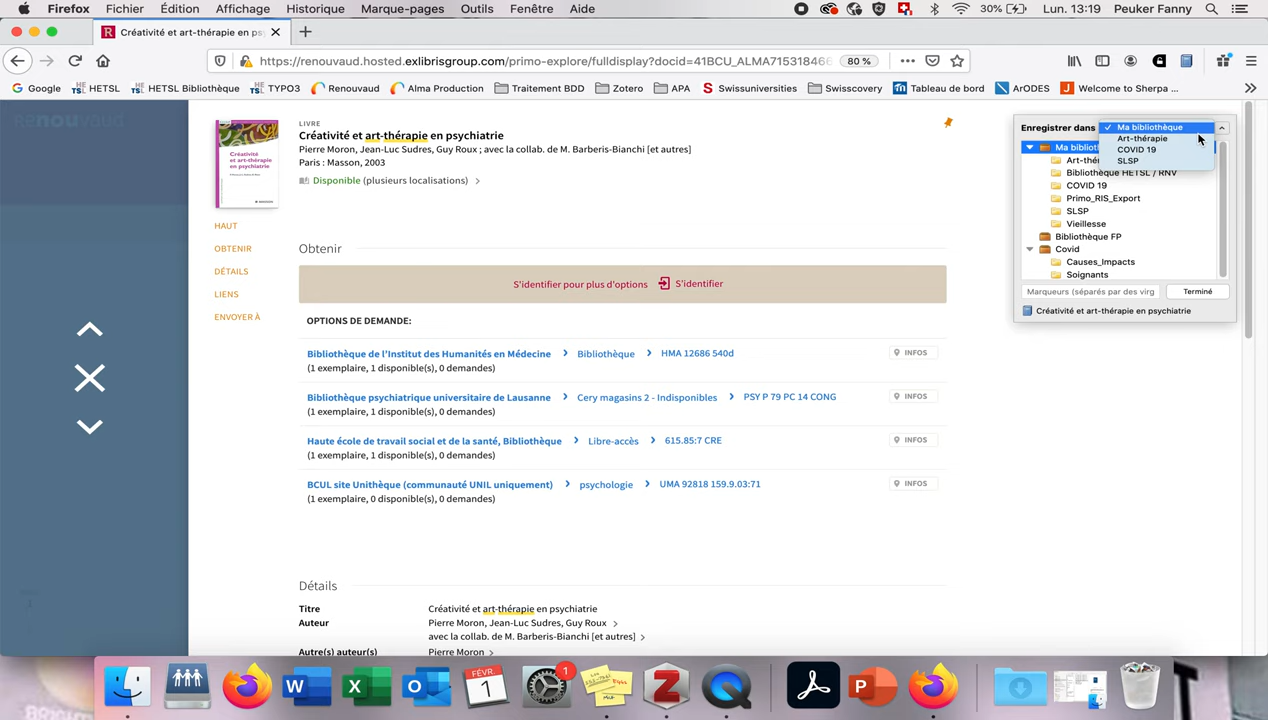 Firefox Fichier Édition Affichage Historique Marque-pages Outils Fenêtre Aide 30% Lun. 13:19 Peuker Fanny
Créativité et art-thérapie en ps
https://renouvaud.hosted.exlibrisgroup.com/primo-explore/fulldisplay?docid=41BCU_ALMA715318466 80 %
Google HETSL HETSL Bibliothèque TYPO3 Renouvaud Alma Production Traitement BDD Zotero APA Swissuniversities Swisscovery Tableau de bord ArODES Welcome to Sherpa ...
Renouvaud
HAUT
OBTENIR
DÉTAILS
LIENS
ENVOYER À
LIVRE
Créativité et art-thérapie en psychiatrie
Pierre Moron, Jean-Luc Sudres, Guy Roux ; avec la collab. de M. Barberis-Bianchi [et autres]
Paris : Masson, 2003
Disponible (plusieurs localisations)
Obtenir
S'identifier pour plus d'options S'identifier
OPTIONS DE DEMANDE:
Bibliothèque de l'Institut des Humanités en Médecine Bibliothèque HMA 12686 540d INFOS
(1 exemplaire, 1 disponible(s), 0 demandes)
Bibliothèque psychiatrique universitaire de Lausanne Cery magasins 2 - Indisponibles PSY P 79 PC 14 CONG INFOS
(1 exemplaire, 1 disponible(s), 0 demandes)
Haute école de travail social et de la santé, Bibliothèque Libre-accès 615.85:7 CRE INFOS
(1 exemplaire, 1 disponible(s), 0 demandes)
BCUL site Unithèque (communauté UNIL uniquement) psychologie UMA 92818 159.9.03:71 INFOS
(1 exemplaire, 0 disponible(s), 0 demandes)
Détails
Titre Créativité et art-thérapie en psychiatrie
Auteur Pierre Moron, Jean-Luc Sudres, Guy Roux
avec la collab. de M. Barberis-Bianchi [et autres]
Autre(s) auteur(s) Pierre Moron
Enregistrer dans Ma bibliothèque
Art-thérapie
COVID 19
SLSP
Ma bibliot
Art-thé
Bibliothèque HETSL / RNV
COVID 19
Primo_RIS_Export
SLSP
Vieillesse
Bibliothèque FP
Covid
Causes_Impacts
Soignants
Marqueurs (séparés par des virg Terminé
Créativité et art-thérapie en psychiatrie
FÉVR.
1
1